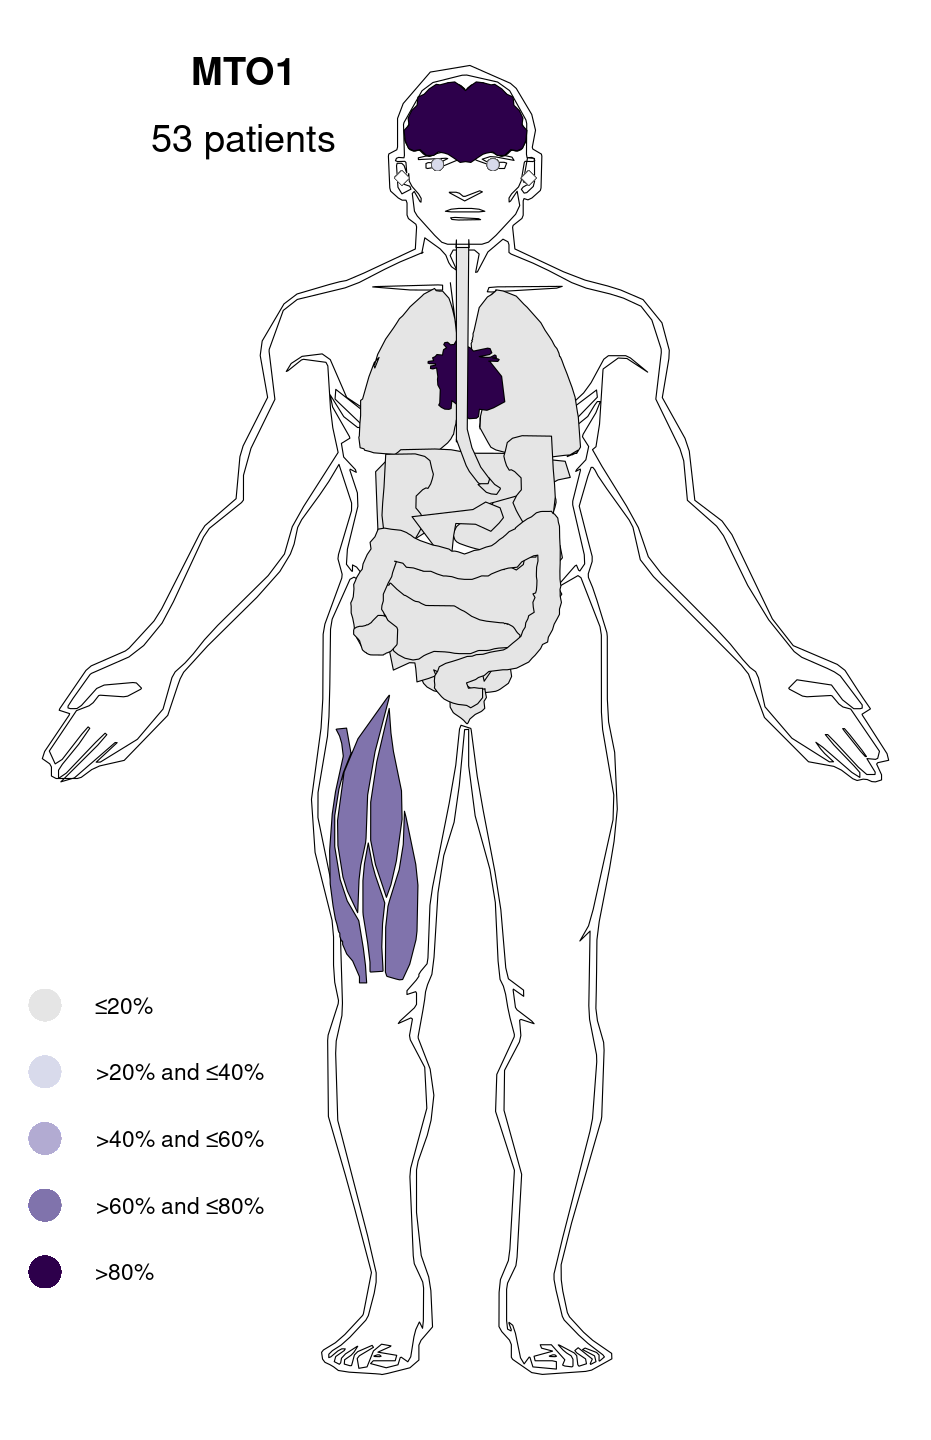 MTO1
53 patients
≤20%
>20% and ≤40%
>40% and ≤60%
>60% and ≤80%
>80%